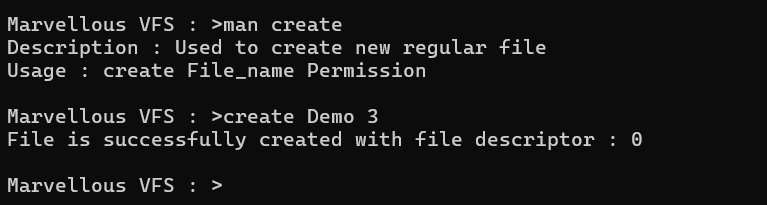 Marvellous VFS : >man create
Description : Used to create new regular file
Usage : create File_name Permission
Marvellous VFS : >create Demo 3
File is successfully created with file descriptor : 0
Marvellous VFS : >